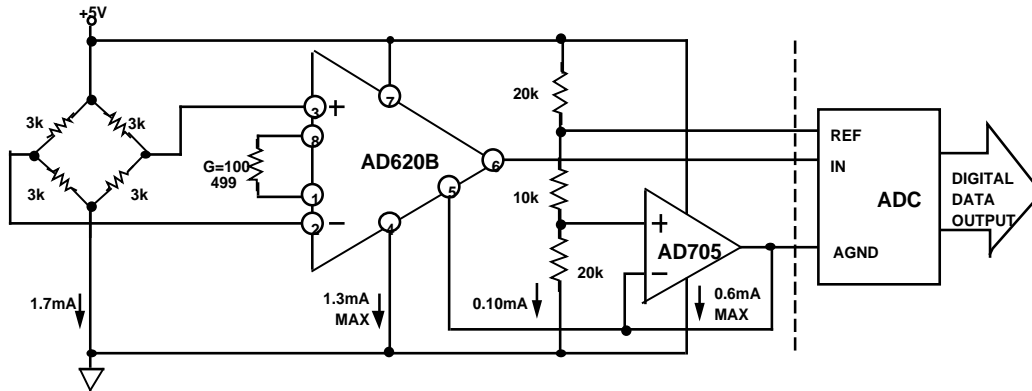 +5V
3k
3k
3k
3k
1.7mA
G=100
499
3
+
8
1
2
−
7
AD620B
6
5
4
1.3mA
MAX
20k
10k
20k
0.10mA
+
AD705
−
0.6mA
MAX
REF
IN
ADC
AGND
DIGITAL
DATA
OUTPUT